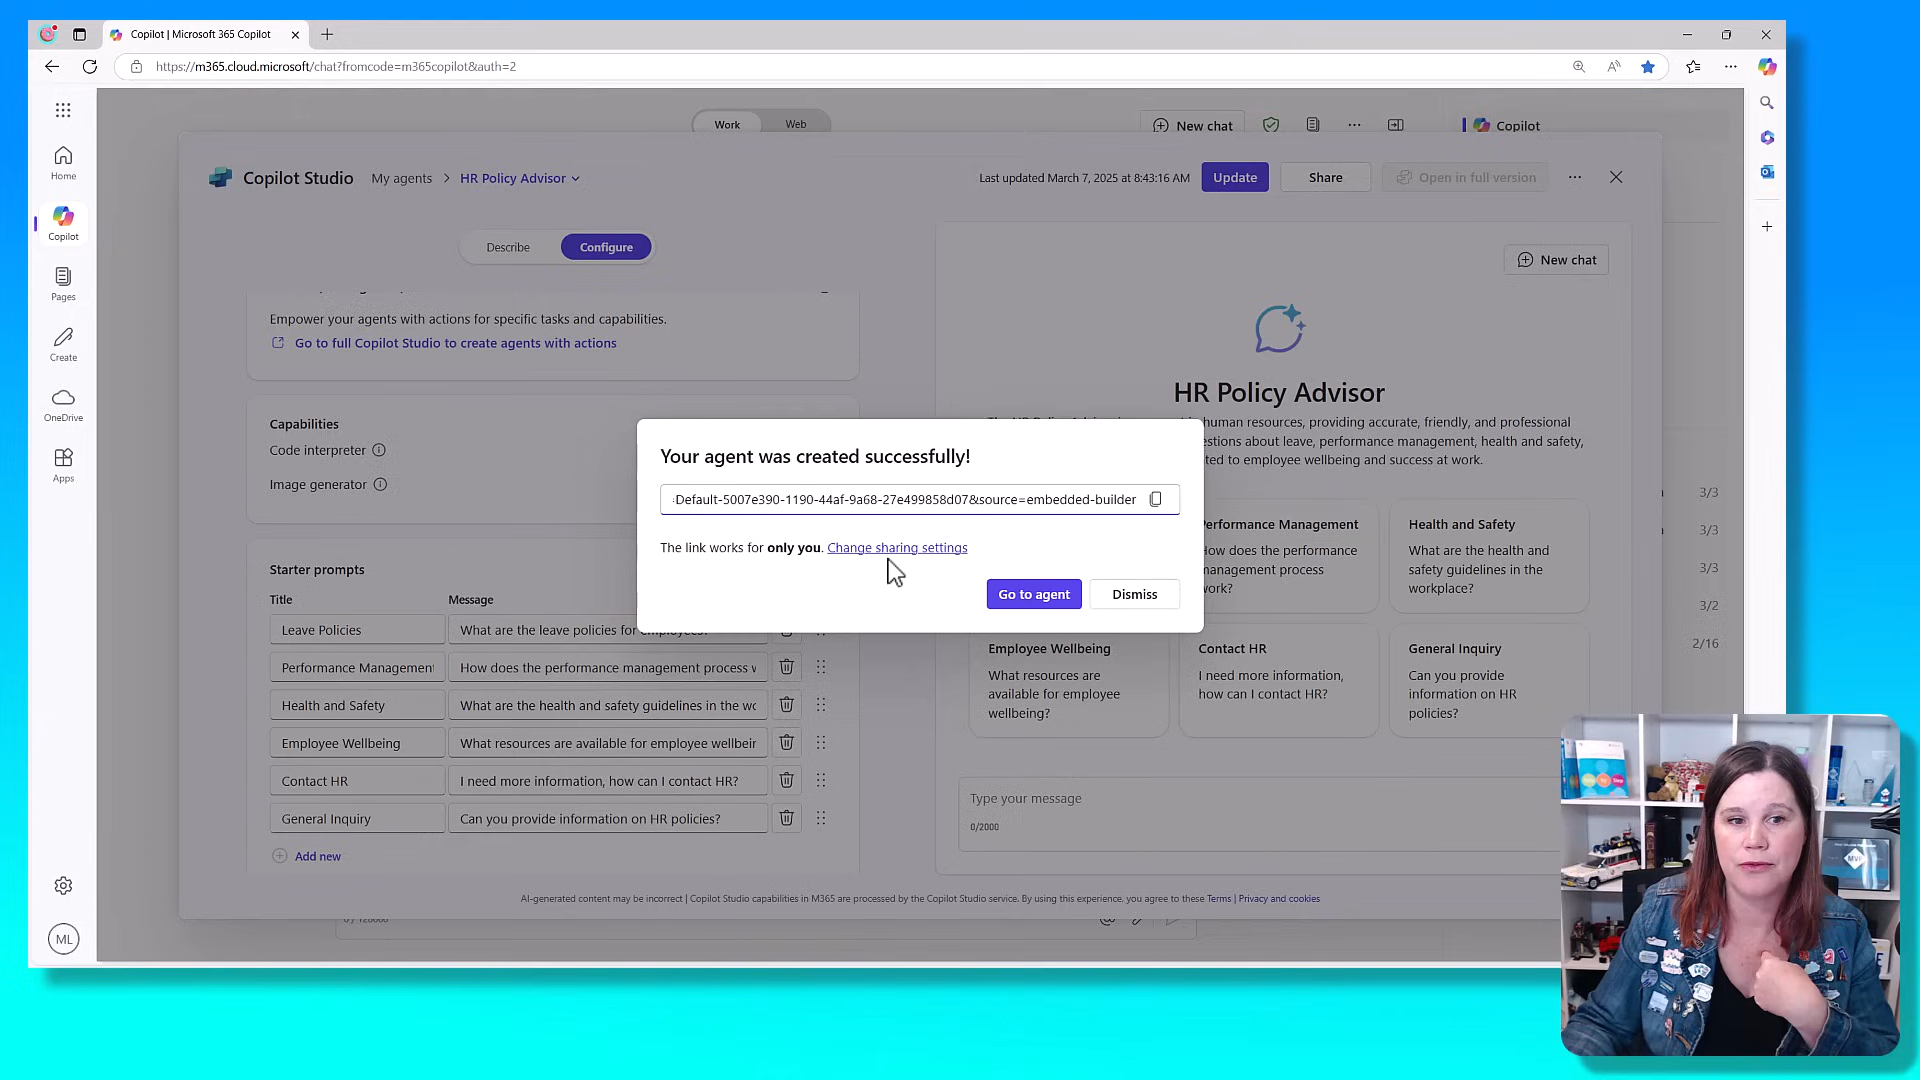 Copilot | Microsoft 365 Copilot
https://m365.cloud.microsoft/chat?fromcode=m365copilot&auth=2
Home
Copilot
Pages
Create
OneDrive
Apps
ML
Work
Web
New chat
Copilot
Copilot Studio
My agents
HR Policy Advisor
Last updated March 7, 2025 at 8:43:16 AM
Update
Share
Open in full version
Describe
Configure
Empower your agents with actions for specific tasks and capabilities.
Go to full Copilot Studio to create agents with actions
Capabilities
Code interpreter
Image generator
Starter prompts
Title
Message
Leave Policies
What are the leave policies for employees?
Performance Management
How does the performance management process w
Health and Safety
What are the health and safety guidelines in the wo
Employee Wellbeing
What resources are available for employee wellbein
Contact HR
I need more information, how can I contact HR?
General Inquiry
Can you provide information on HR policies?
Add new
Your agent was created successfully!
:Default-5007e390-1190-44af-9a68-27e499858d07&source=embedded-builder
The link works for only you. Change sharing settings
Go to agent
Dismiss
New chat
HR Policy Advisor
human resources, providing accurate, friendly, and professional
estions about leave, performance management, health and safety,
ted to employee wellbeing and success at work.
Performance Management
How does the performance
management process
work?
Health and Safety
What are the health and
safety guidelines in the
workplace?
Employee Wellbeing
What resources are
available for employee
wellbeing?
Contact HR
I need more information,
how can I contact HR?
General Inquiry
Can you provide
information on HR
policies?
Type your message
0/2000
3/3
3/3
3/3
3/2
2/16
AI-generated content may be incorrect | Copilot Studio capabilities in M365 are processed by the Copilot Studio service. By using this experience, you agree to these Terms | Privacy and cookies
MVP